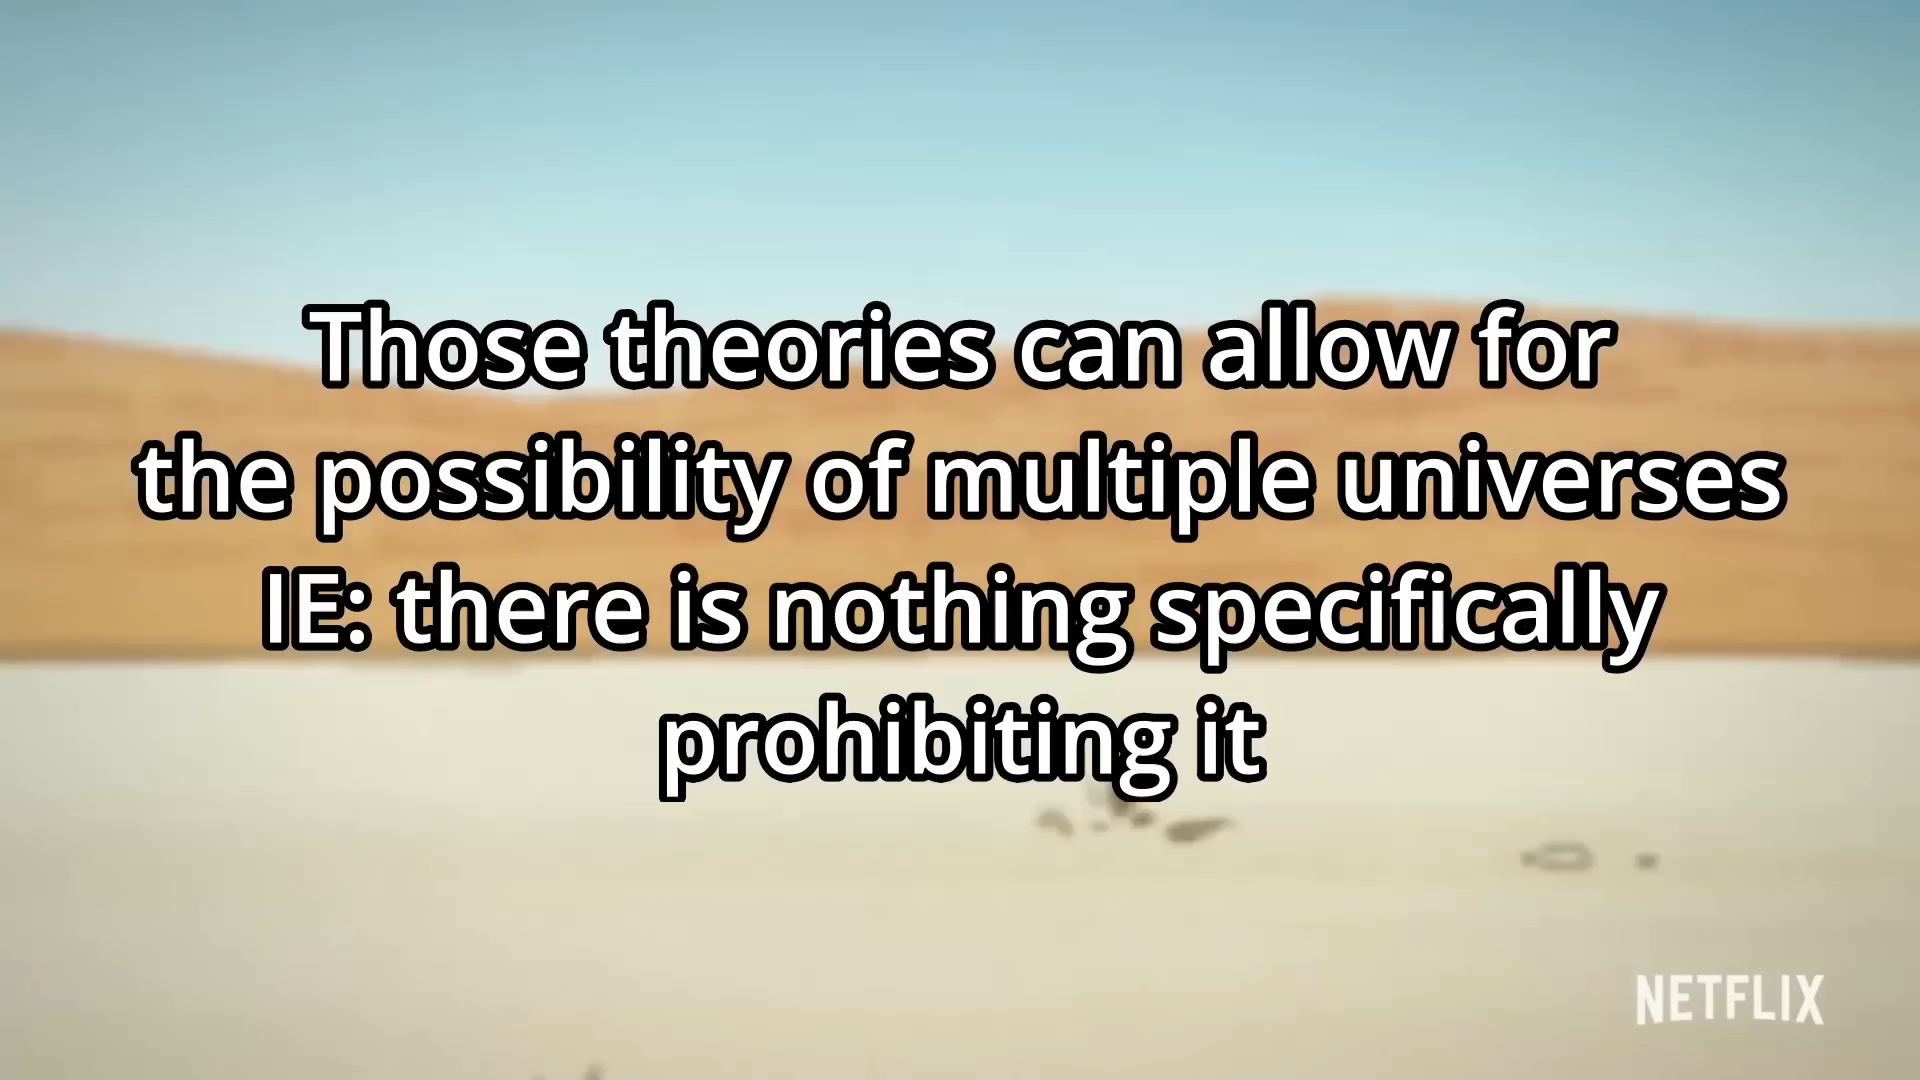 Those theories can allow for
the possibility of multiple universes
IE: there is nothing specifically
prohibiting it
NETFLIX